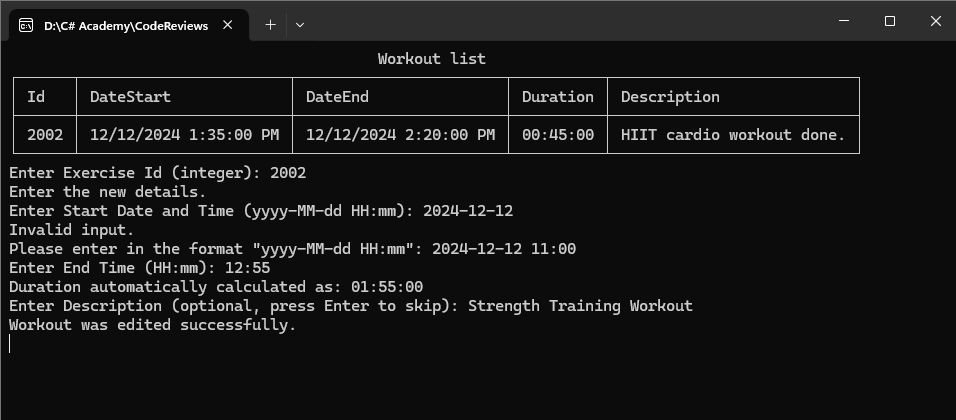 D:\C# Academy\CodeReviews
Workout list
Id DateStart DateEnd Duration Description
2002 12/12/2024 1:35:00 PM 12/12/2024 2:20:00 PM 00:45:00 HIIT cardio workout done.
Enter Exercise Id (integer): 2002
Enter the new details.
Enter Start Date and Time (yyyy-MM-dd HH:mm): 2024-12-12
Invalid input.
Please enter in the format "yyyy-MM-dd HH:mm": 2024-12-12 11:00
Enter End Time (HH:mm): 12:55
Duration automatically calculated as: 01:55:00
Enter Description (optional, press Enter to skip): Strength Training Workout
Workout was edited successfully.